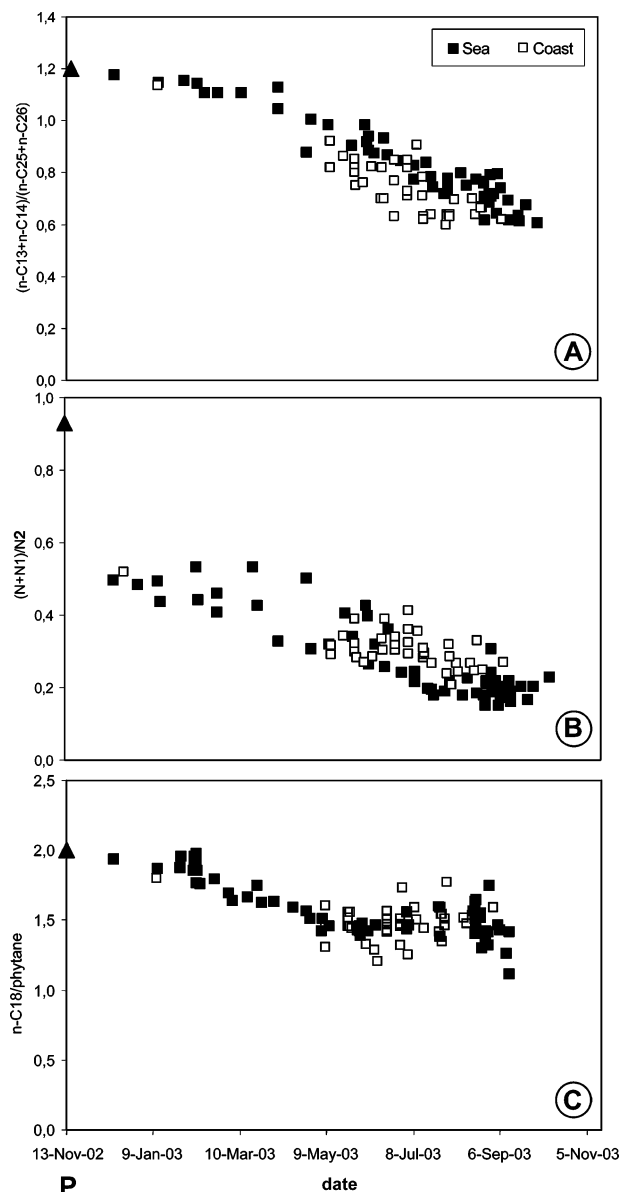 1,4
Sea Coast
1,2
1,0
0,8
0,6
0,4
0,2
0,0
(n-C13+n-C14)/(n-C25+n-C26)
A
1,0
0,8
0,6
0,4
0,2
0,0
(N+N1)/N2
B
2,5
2,0
1,5
1,0
0,5
0,0
n-C18/phytane
C
13-Nov-02 9-Jan-03 10-Mar-03 9-May-03 8-Jul-03 6-Sep-03 5-Nov-03
P date